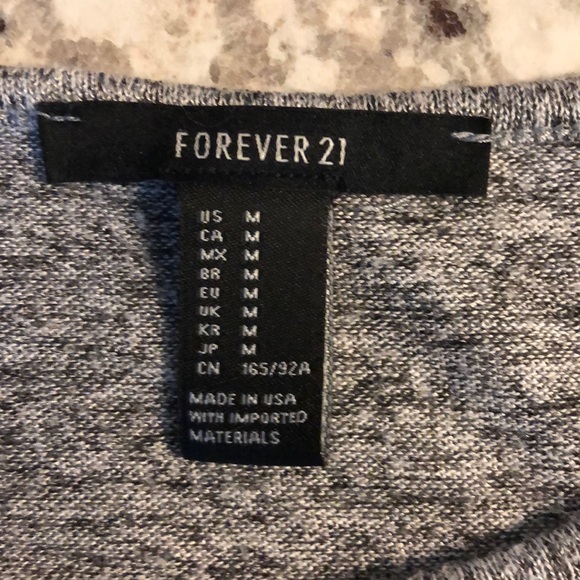 FOREVER 21
US M
CA M
MX M
BR M
EU M
UK M
KR M
JP M
CN 165/92A
MADE IN USA
WITH IMPORTED
MATERIALS